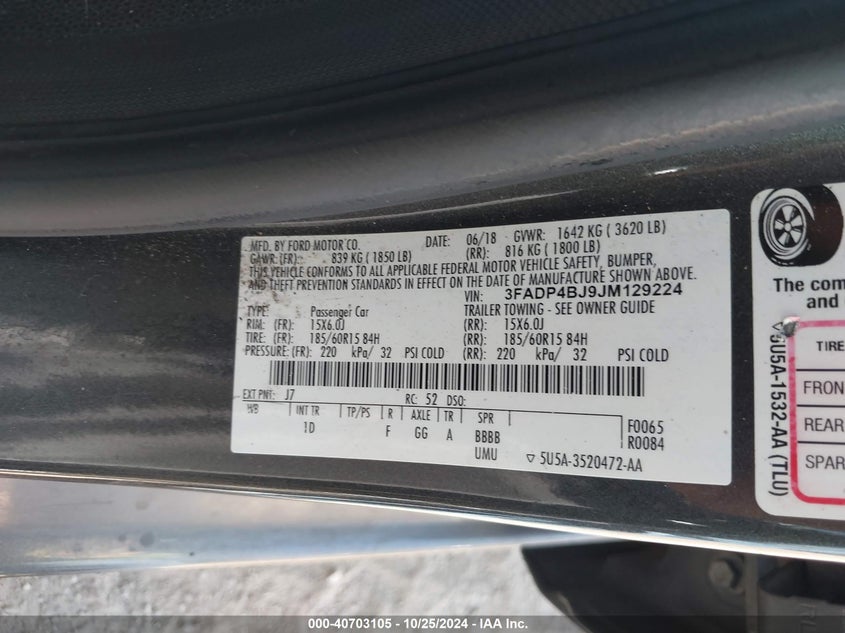 MFD. BY FORD MOTOR CO. DATE: 06/18 GVWR: 1642 KG ( 3620 LB)
GAWR: (FR): 839 KG ( 1850 LB) (RR): 816 KG ( 1800 LB)
THIS VEHICLE CONFORMS TO ALL APPLICABLE FEDERAL MOTOR VEHICLE SAFETY, BUMPER,
AND THEFT PREVENTION STANDARDS IN EFFECT ON THE DATE OF MANUFACTURE SHOWN ABOVE.
VIN: 3FADP4BJ9JM129224
TYPE: Passenger Car TRAILER TOWING - SEE OWNER GUIDE
RIM: (FR): 15X6.0J (RR): 15X6.0J
TIRE: (FR): 185/60R15 84H (RR): 185/60R15 84H
PRESSURE: (FR): 220 kPa/ 32 PSI COLD (RR): 220 kPa/ 32 PSI COLD
EXT PNT: J7 RC: 52 DSO:
WB INT TR TP/PS R AXLE TR SPR
1D F GG A BBBB
UMU
F0065
R0084
5U5A-3520472-AA
The com
and
5U5A-1532-AA (TLU)
TIRE
FRON
REAR
SPAR
000-40703105 - 10/25/2024 - IAA Inc.